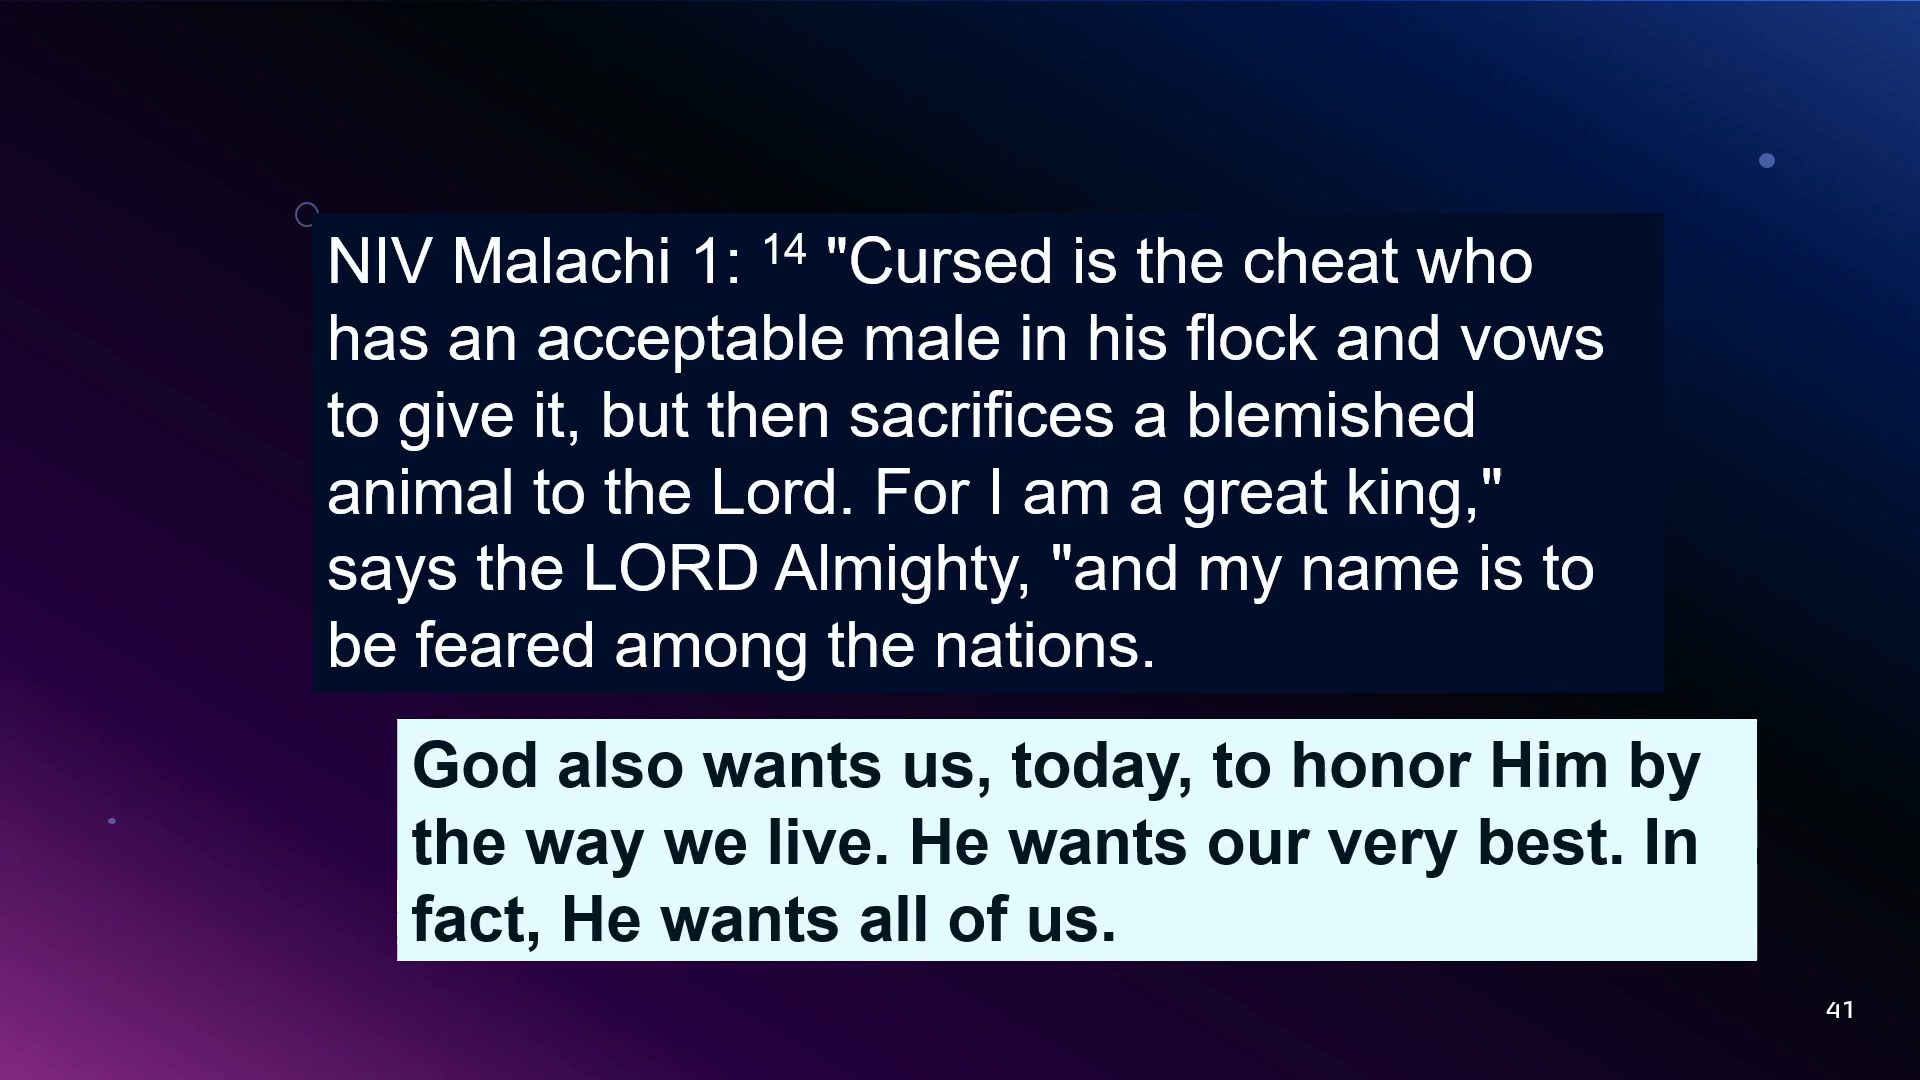 NIV Malachi 1: 14 "Cursed is the cheat who
has an acceptable male in his flock and vows
to give it, but then sacrifices a blemished
animal to the Lord. For I am a great king,"
says the LORD Almighty, "and my name is to
be feared among the nations.
God also wants us, today, to honor Him by
the way we live. He wants our very best. In
fact, He wants all of us.
41